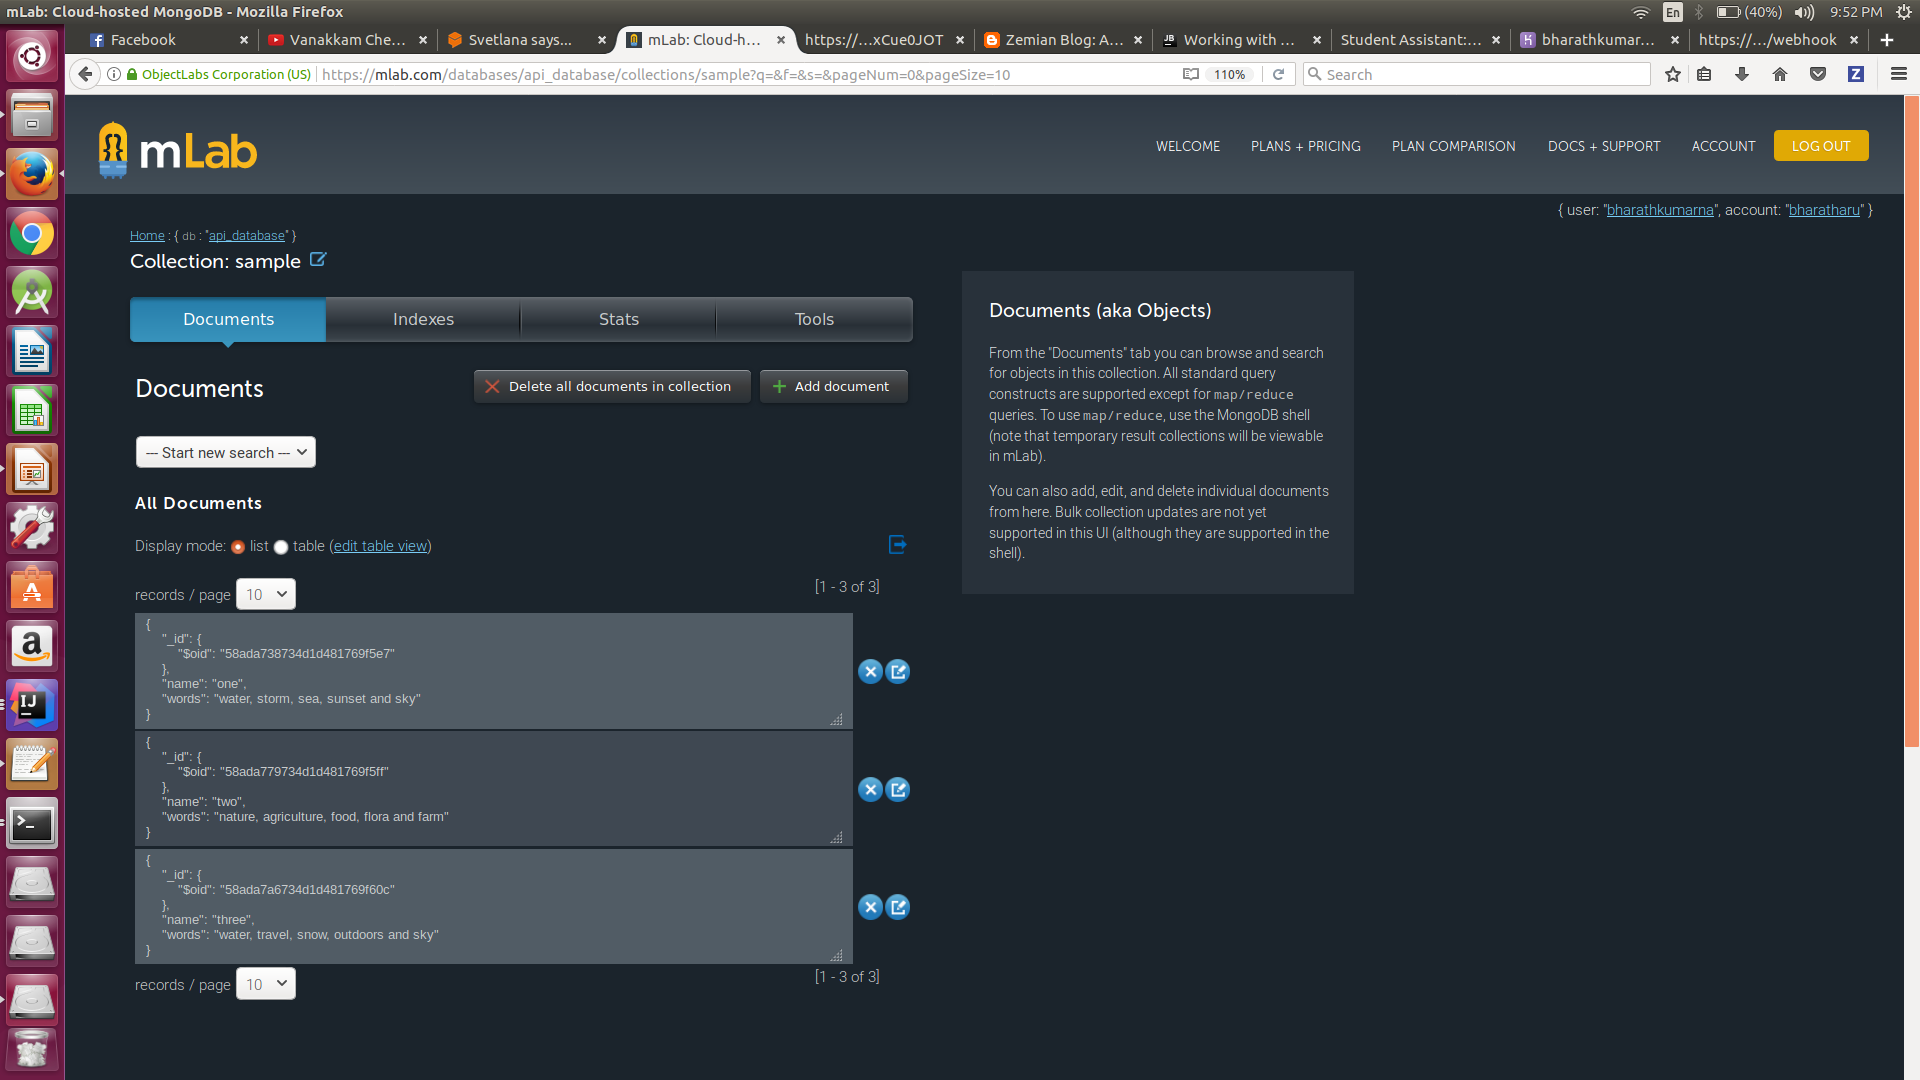 mLab: Cloud-hosted MongoDB - Mozilla Firefox
En
(40%)
9:52 PM
Facebook
Vanakkam Che...
Svetlana says...
mLab: Cloud-h...
https://...xCue0JOT
Zemian Blog: A...
JB
Working with ...
Student Assistant:...
bharathkumar...
https://.../webhook
ObjectLabs Corporation (US)
https://mlab.com/databases/api_database/collections/sample?q=&f=&s=&pageNum=0&pageSize=10
110%
Search
Z
{} mLab
WELCOME
PLANS + PRICING
PLAN COMPARISON
DOCS + SUPPORT
ACCOUNT
LOG OUT
{ user: "bharathkumarna", account: "bharatharu" }
Home : { db : "api_database" }
Collection: sample
Documents
Indexes
Stats
Tools
Documents
Delete all documents in collection
Add document
--- Start new search ---
All Documents
Display mode: list table (edit table view)
records / page 10
[1 - 3 of 3]
{
"_id": {
"$oid": "58ada738734d1d481769f5e7"
},
"name": "one",
"words": "water, storm, sea, sunset and sky"
}
{
"_id": {
"$oid": "58ada779734d1d481769f5ff"
},
"name": "two",
"words": "nature, agriculture, food, flora and farm"
}
{
"_id": {
"$oid": "58ada7a6734d1d481769f60c"
},
"name": "three",
"words": "water, travel, snow, outdoors and sky"
}
records / page 10
[1 - 3 of 3]
Documents (aka Objects)
From the "Documents" tab you can browse and search
for objects in this collection. All standard query
constructs are supported except for map/reduce
queries. To use map/reduce, use the MongoDB shell
(note that temporary result collections will be viewable
in mLab).
You can also add, edit, and delete individual documents
from here. Bulk collection updates are not yet
supported in this UI (although they are supported in the
shell).
IJ